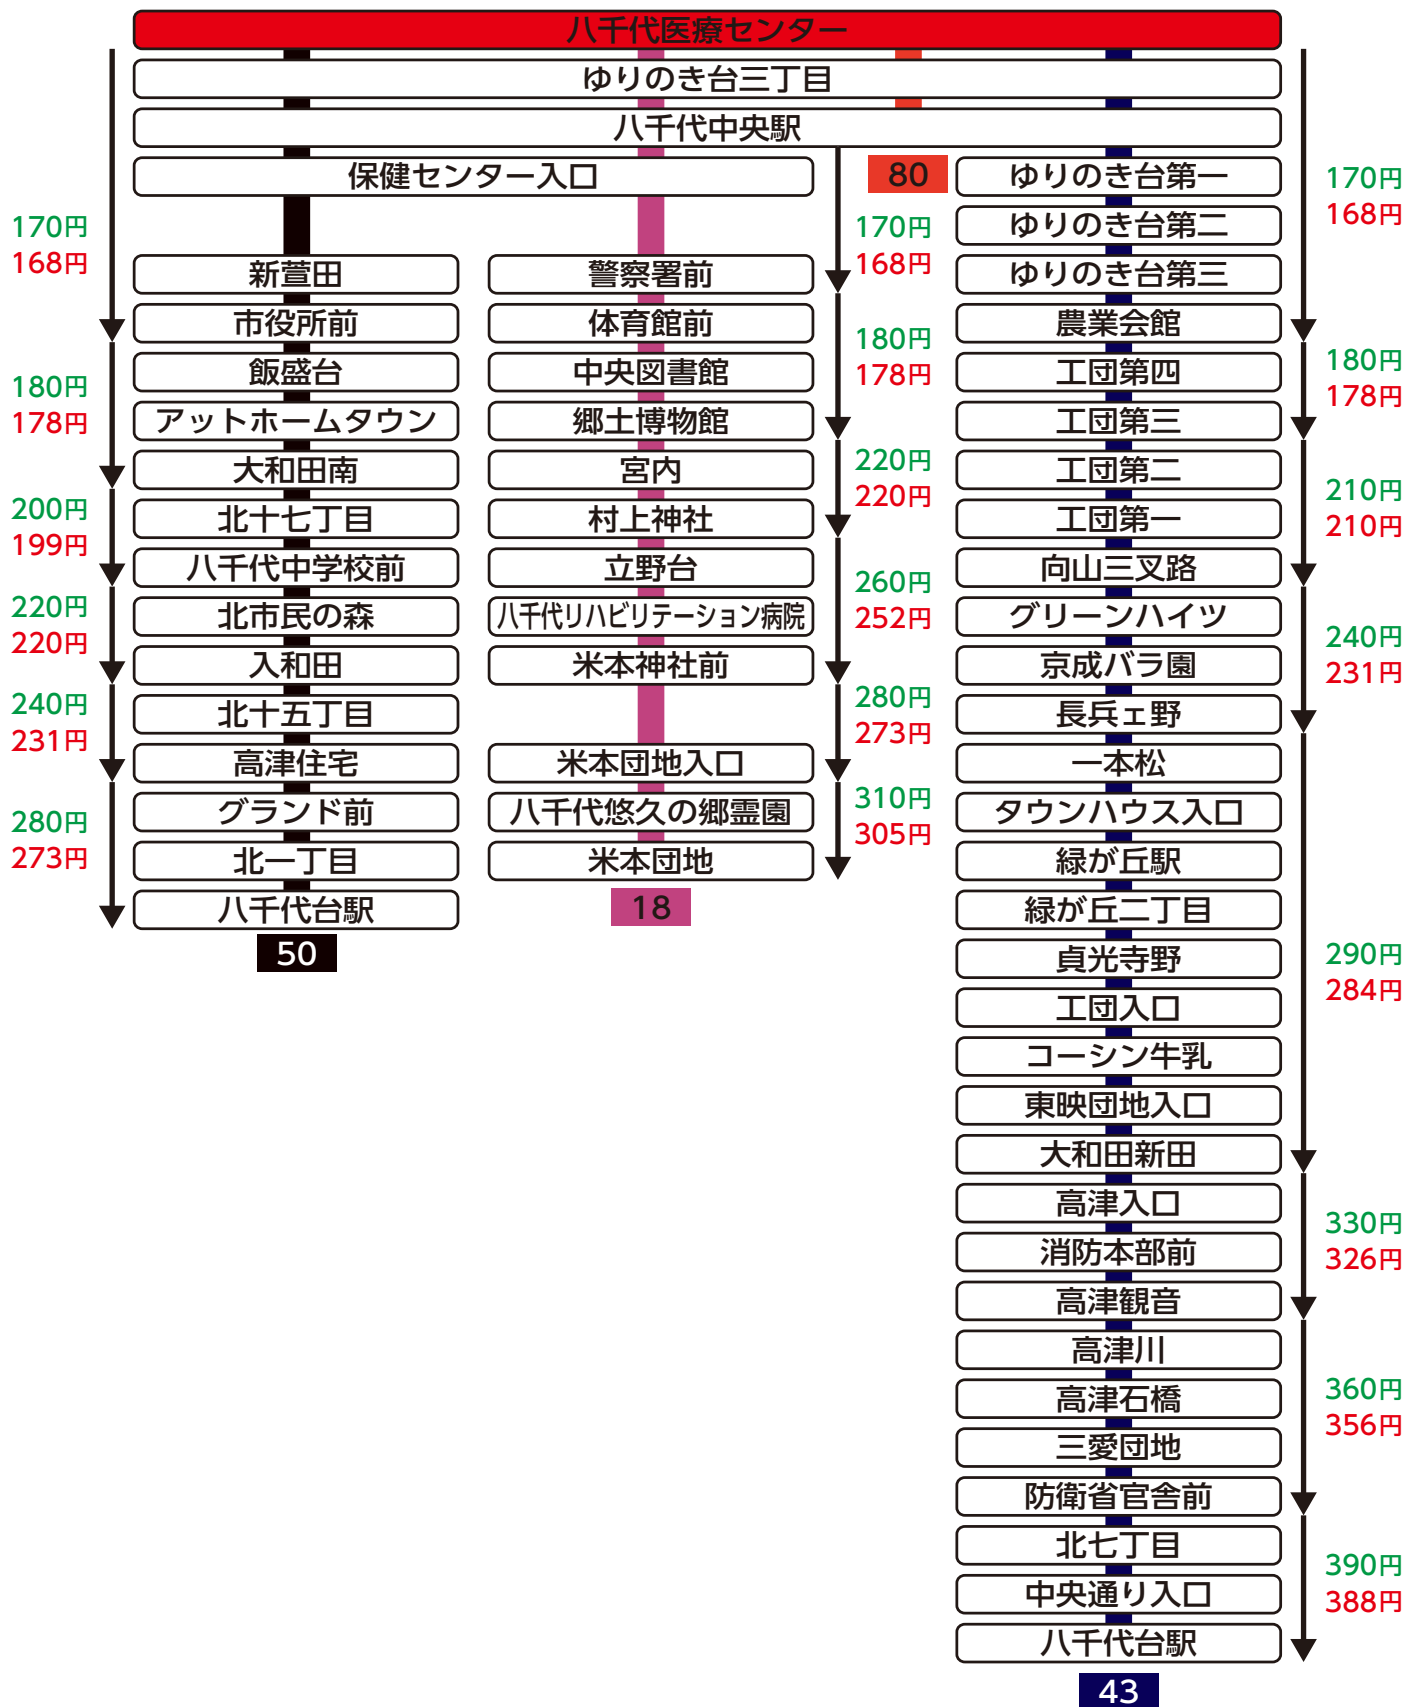 八千代医療センター
ゆりのき台三丁目
八千代中央駅
保健センター入口
80
170円
168円
新萱田
市役所前
180円
178円
飯盛台
アットホームタウン
大和田南
200円
199円
北十七丁目
八千代中学校前
220円
220円
北市民の森
入和田
240円
231円
北十五丁目
高津住宅
280円
273円
グランド前
北一丁目
八千代台駅
50
170円
168円
警察署前
180円
178円
体育館前
中央図書館
郷土博物館
220円
220円
宮内
村上神社
260円
252円
立野台
八千代リハビリテーション病院
米本神社前
280円
273円
米本団地入口
310円
305円
八千代悠久の郷霊園
米本団地
18
170円
168円
ゆりのき台第一
ゆりのき台第二
ゆりのき台第三
農業会館
180円
178円
工団第四
工団第三
210円
210円
工団第二
工団第一
向山三叉路
240円
231円
グリーンハイツ
京成バラ園
長兵ェ野
290円
284円
一本松
タウンハウス入口
緑が丘駅
緑が丘二丁目
貞光寺野
工団入口
コーシン牛乳
東映団地入口
大和田新田
330円
326円
高津入口
消防本部前
高津観音
360円
356円
高津川
高津石橋
三愛団地
防衛省官舎前
390円
388円
北七丁目
中央通り入口
八千代台駅
43